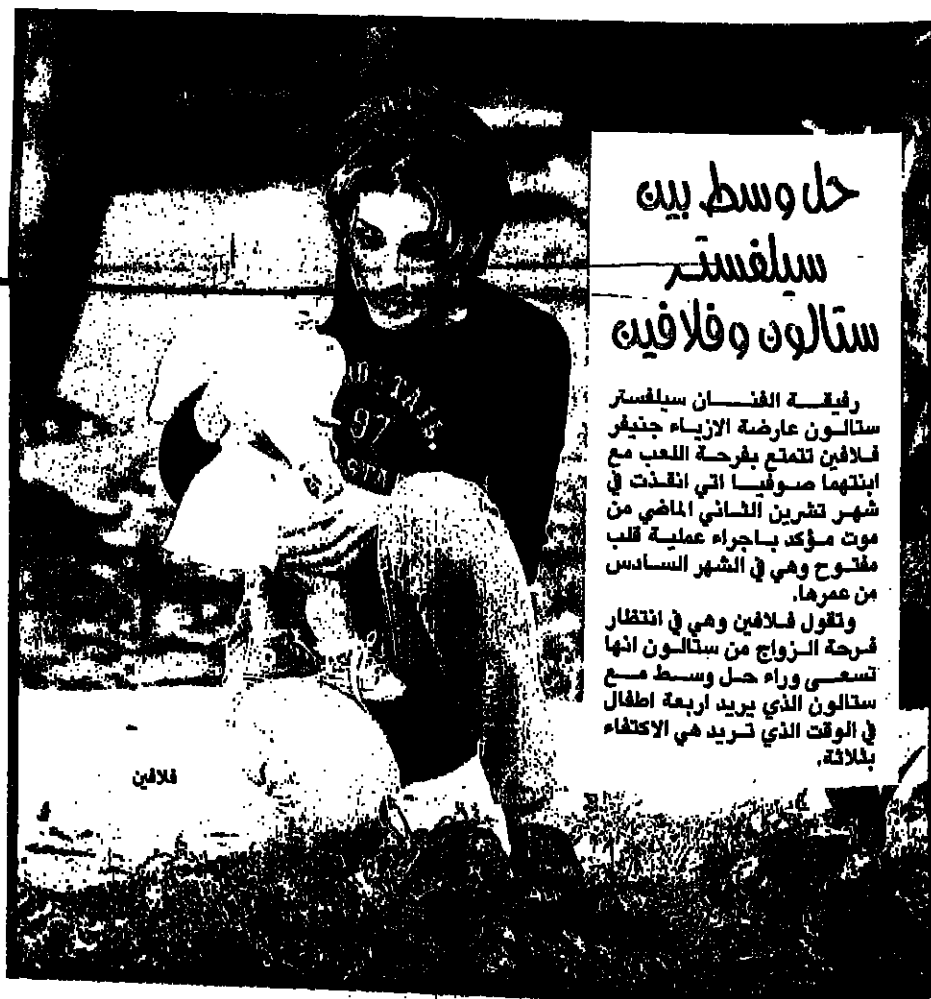 حل وسط بين
سيلفستر
ستالون وفلافين
رفيقة الفنان سيلفستر
ستالون عارضة الازياء جنيفر
فلافين تتمتع بفرحة اللعب مع
ابنتهما صوفيا اتي انقذت في
شهر تشرين الثاني الماضي من
موت مؤكد باجراء عملية قلب
مفتوح وهي في الشهر السادس
من عمرها.
وتقول فلافين وهي في انتظار
فرحة الزواج من ستالون انها
تسعى وراء حل وسط مع
ستالون الذي يريد اربعة اطفال
في الوقت الذي تريد هي الاكتفاء
بثلاثة.
فلافين
97